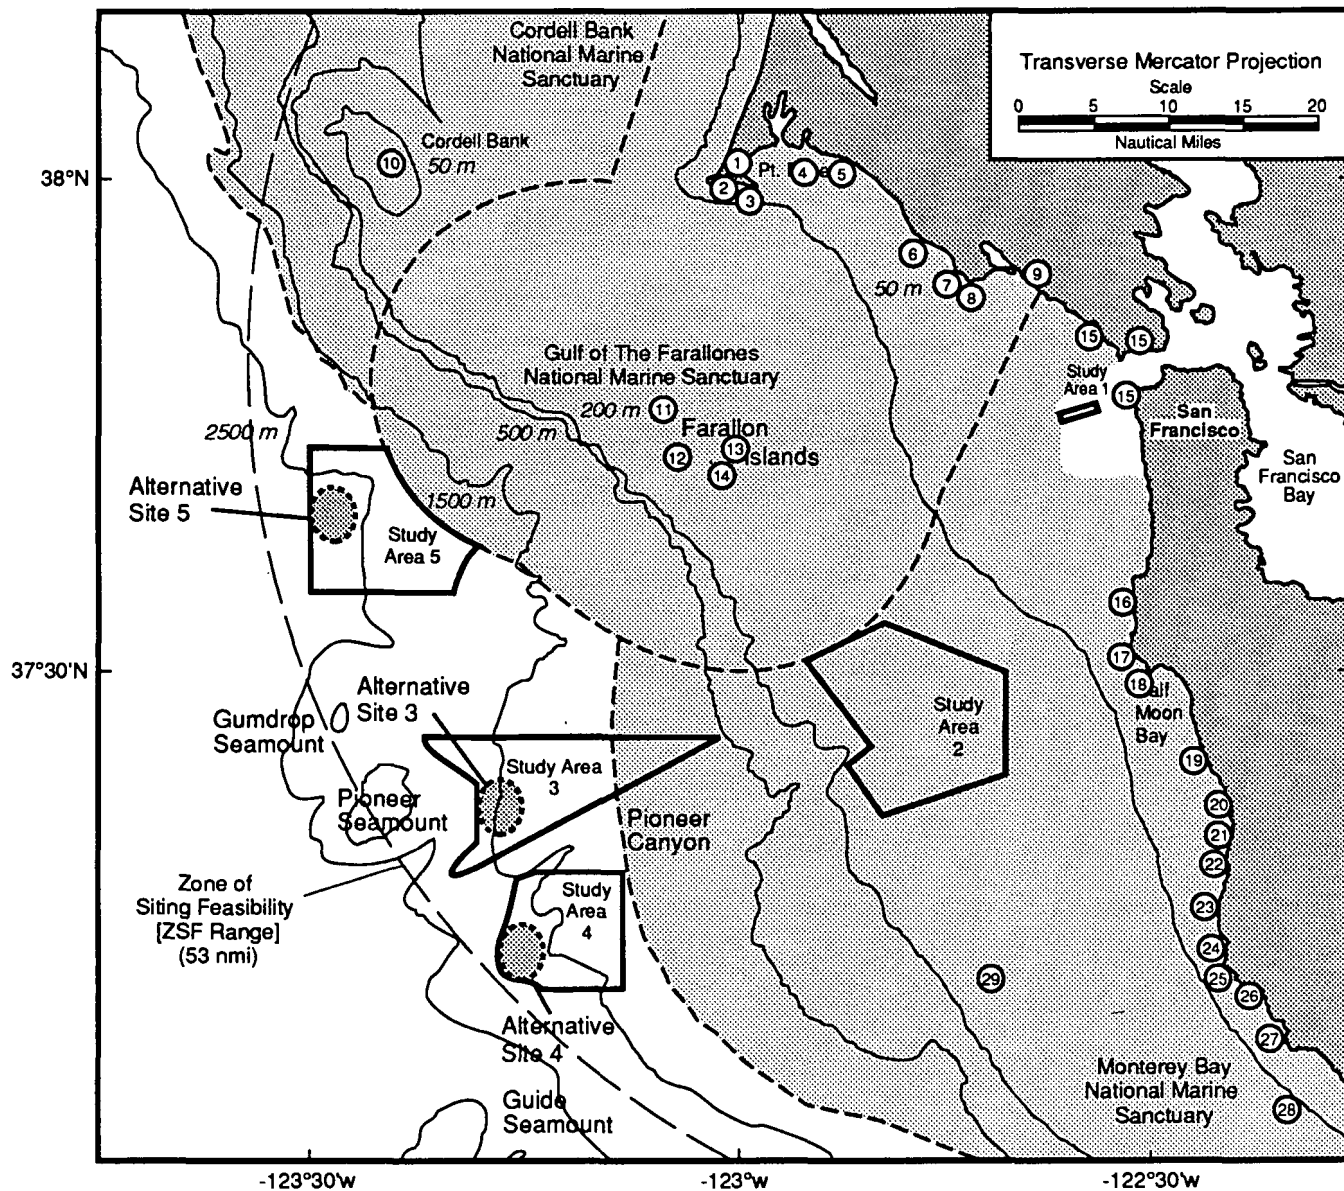 Cordell Bank
National Marine
Sanctuary
Transverse Mercator Projection
Scale
0 5 10 15 20
Nautical Miles
Cordell Bank
50 m
10
38°N
1
Pt.
2
3
4
5
6
50 m
7
8
9
15
15
Study
Area 1
15
San
Francisco
San
Francisco
Bay
Gulf of The Farallones
National Marine Sanctuary
200 m
11
Farallon
Islands
12
13
14
500 m
2500 m
1500 m
Alternative
Site 5
Study
Area 5
16
37°30'N
17
18
alf
Moon
Bay
Alternative
Site 3
Gumdrop
Seamount
Study
Area
2
Study Area
3
19
Pioneer
Seamount
Pioneer
Canyon
20
21
22
Zone of
Siting Feasibility
[ZSF Range]
(53 nmi)
Study
Area
4
23
24
25
26
29
27
Alternative
Site 4
Guide
Seamount
Monterey Bay
National Marine
Sanctuary
28
-123°30'W
-123°W
-122°30'W